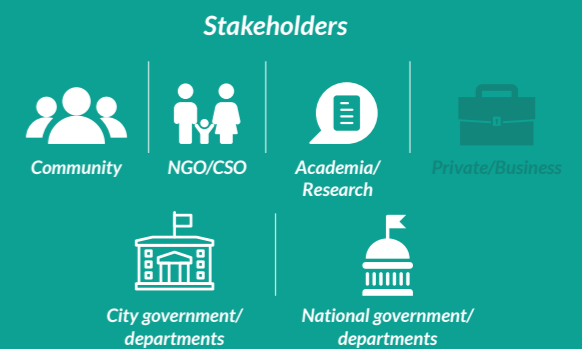 Stakeholders
Community
NGO/CSO
Academia/
Research
Private/Business
City government/
departments
National government/
departments